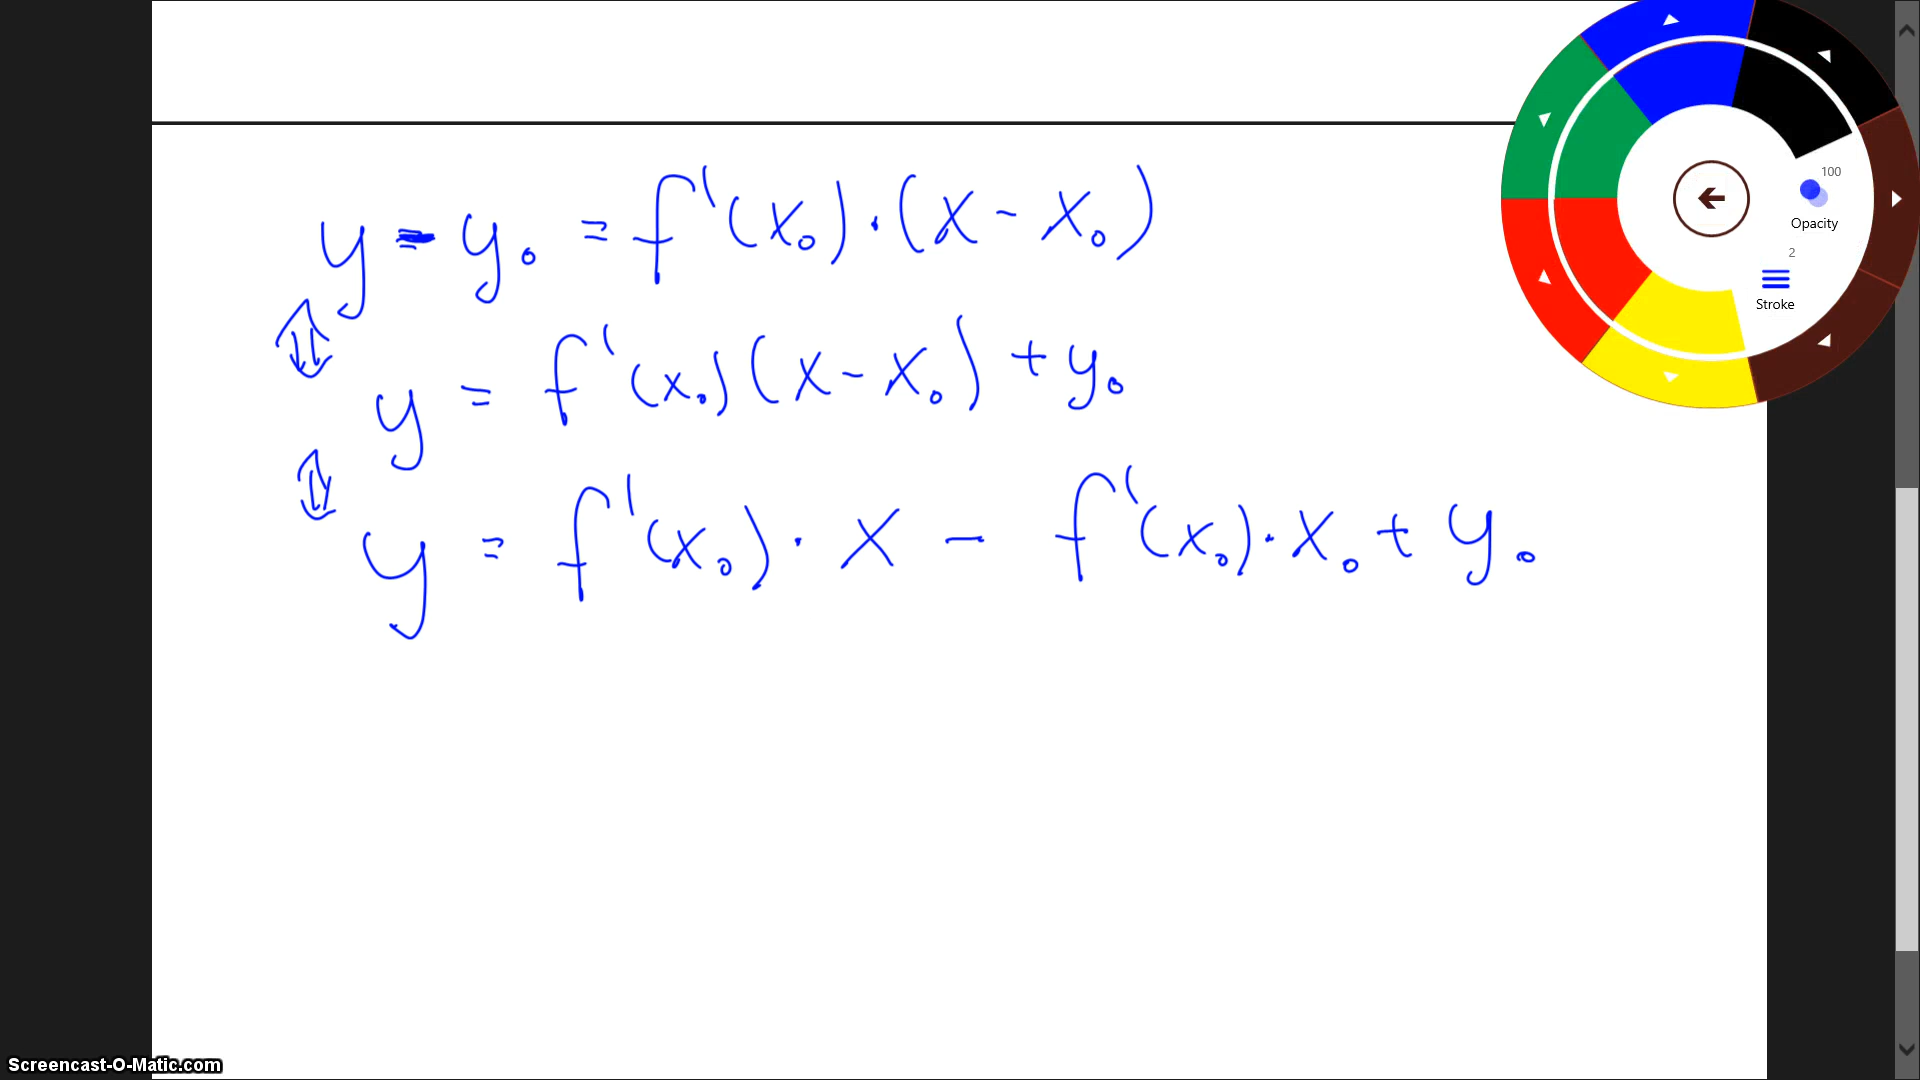 y - y₀ = f'(x₀)·(x - x₀)
⇕
y = f'(x₀)(x - x₀) + y₀
⇕
y = f'(x₀)· x - f'(x₀)· x₀ + y₀
100
Opacity
2
Stroke
Screencast-O-Matic.com